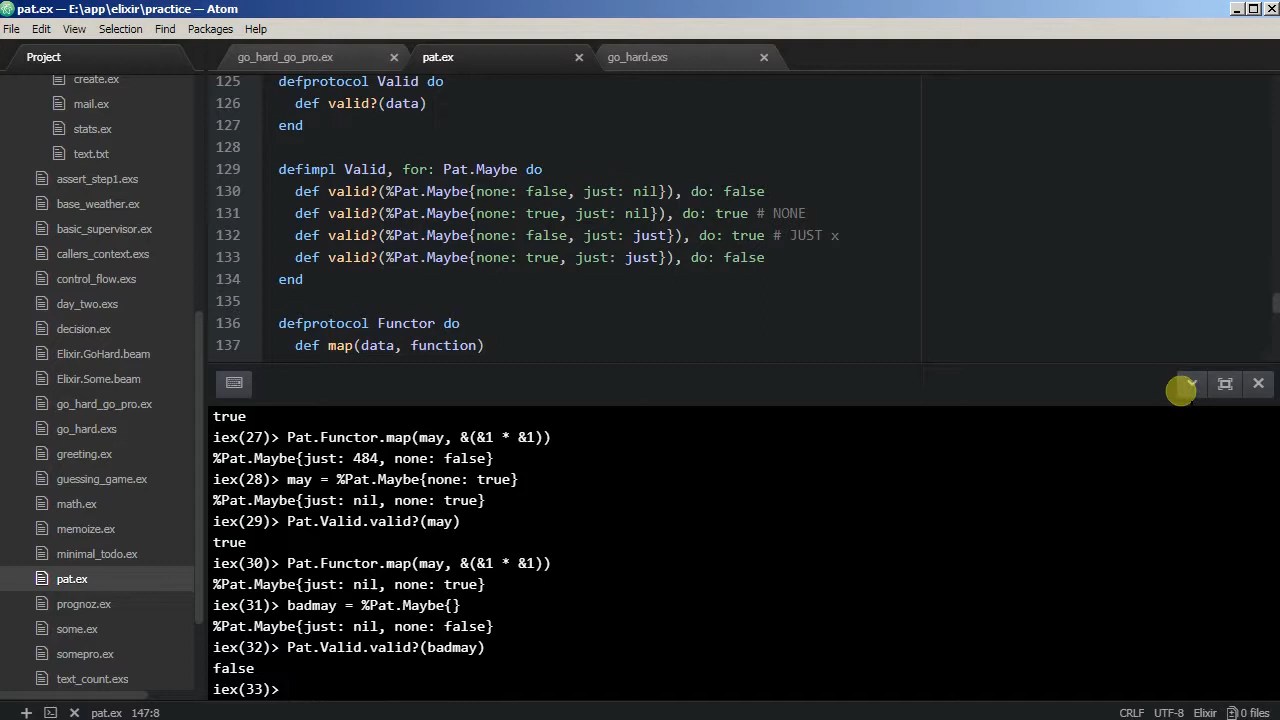 pat.ex — E:\app\elixir\practice — Atom
File Edit View Selection Find Packages Help
Project
go_hard_go_pro.ex
pat.ex
go_hard.exs
create.ex
mail.ex
stats.ex
text.txt
assert_step1.exs
base_weather.ex
basic_supervisor.ex
callers_context.exs
control_flow.exs
day_two.exs
decision.ex
Elixir.GoHard.beam
Elixir.Some.beam
go_hard_go_pro.ex
go_hard.exs
greeting.ex
guessing_game.ex
math.ex
memoize.ex
minimal_todo.ex
pat.ex
prognoz.ex
some.ex
somepro.ex
text_count.exs
125 defprotocol Valid do
126 def valid?(data)
127 end
128
129 defimpl Valid, for: Pat.Maybe do
130 def valid?(%Pat.Maybe{none: false, just: nil}), do: false
131 def valid?(%Pat.Maybe{none: true, just: nil}), do: true # NONE
132 def valid?(%Pat.Maybe{none: false, just: just}), do: true # JUST x
133 def valid?(%Pat.Maybe{none: true, just: just}), do: false
134 end
135
136 defprotocol Functor do
137 def map(data, function)
true
iex(27)> Pat.Functor.map(may, &(&1 * &1))
%Pat.Maybe{just: 484, none: false}
iex(28)> may = %Pat.Maybe{none: true}
%Pat.Maybe{just: nil, none: true}
iex(29)> Pat.Valid.valid?(may)
true
iex(30)> Pat.Functor.map(may, &(&1 * &1))
%Pat.Maybe{just: nil, none: true}
iex(31)> badmay = %Pat.Maybe{}
%Pat.Maybe{just: nil, none: false}
iex(32)> Pat.Valid.valid?(badmay)
false
iex(33)>
pat.ex 147:8
CRLF UTF-8 Elixir 0 files